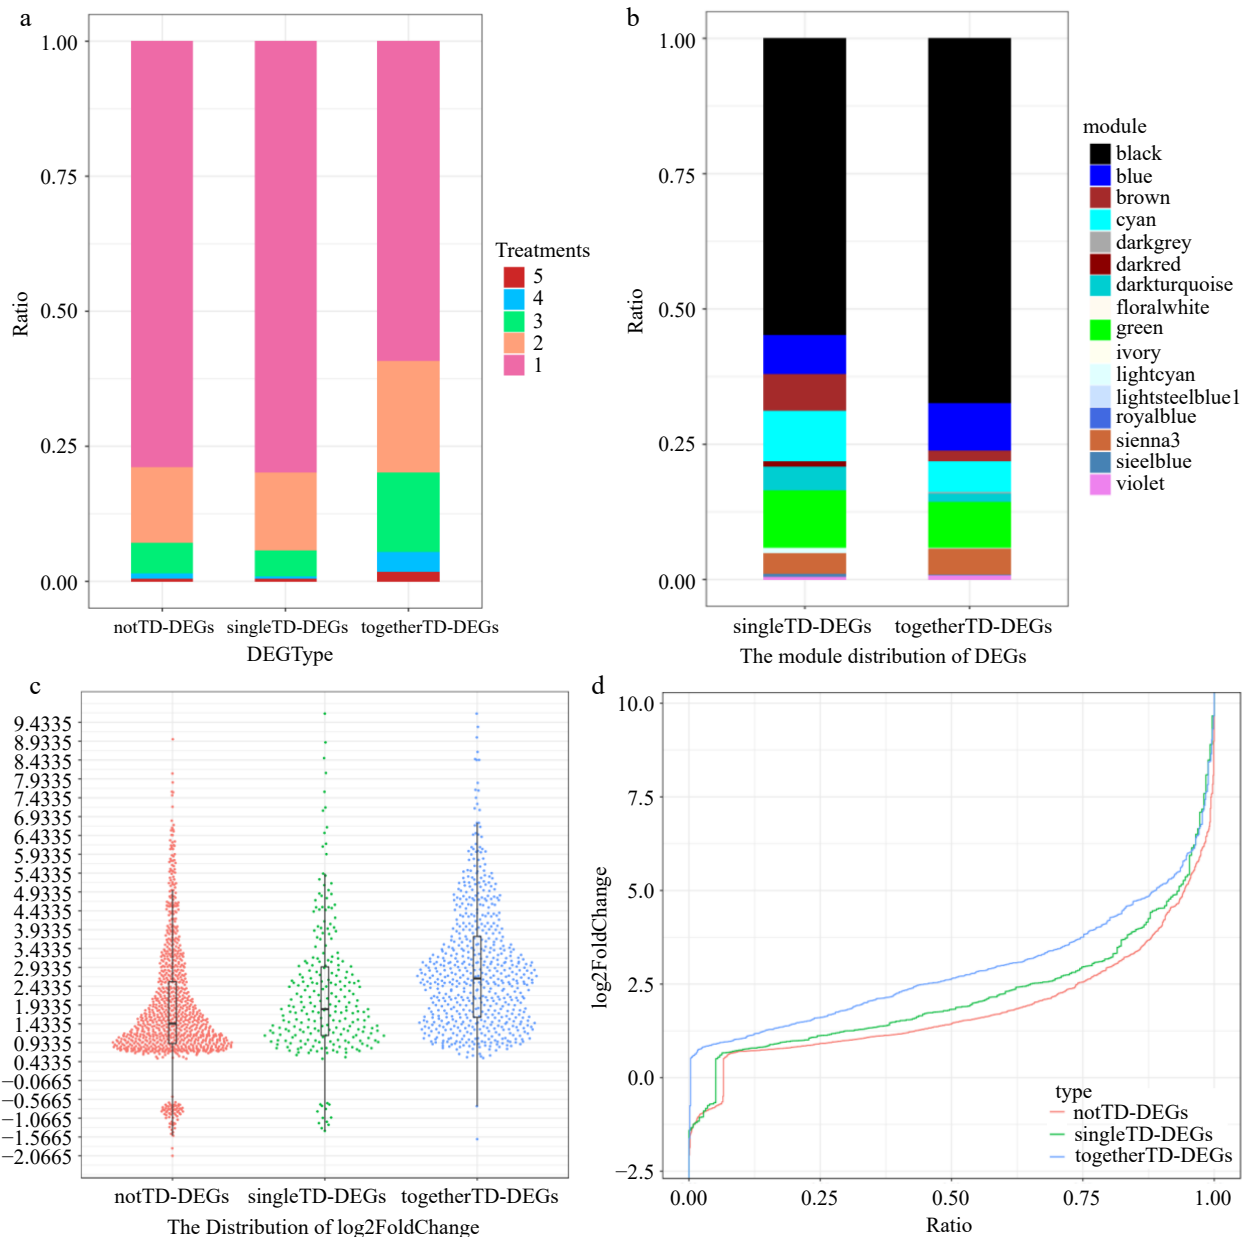 a
1.00
0.75
0.50
0.25
0.00
Ratio
notTD-DEGs singleTD-DEGs togetherTD-DEGs
DEGType
Treatments
5
4
3
2
1
b
1.00
0.75
0.50
0.25
0.00
Ratio
singleTD-DEGs togetherTD-DEGs
The module distribution of DEGs
module
black
blue
brown
cyan
darkgrey
darkred
darkturquoise
floralwhite
green
ivory
lightcyan
lightsteelblue1
royalblue
sienna3
sieelblue
violet
c
9.4335
8.9335
8.4335
7.9335
7.4335
6.9335
6.4335
5.9335
5.4335
4.9335
4.4335
3.9335
3.4335
2.9335
2.4335
1.9335
1.4335
0.9335
0.4335
−0.0665
−0.5665
−1.0665
−1.5665
−2.0665
notTD-DEGs singleTD-DEGs togetherTD-DEGs
The Distribution of log2FoldChange
d
10.0
7.5
5.0
2.5
0.0
−2.5
log2FoldChange
type
notTD-DEGs
singleTD-DEGs
togetherTD-DEGs
0.00 0.25 0.50 0.75 1.00
Ratio